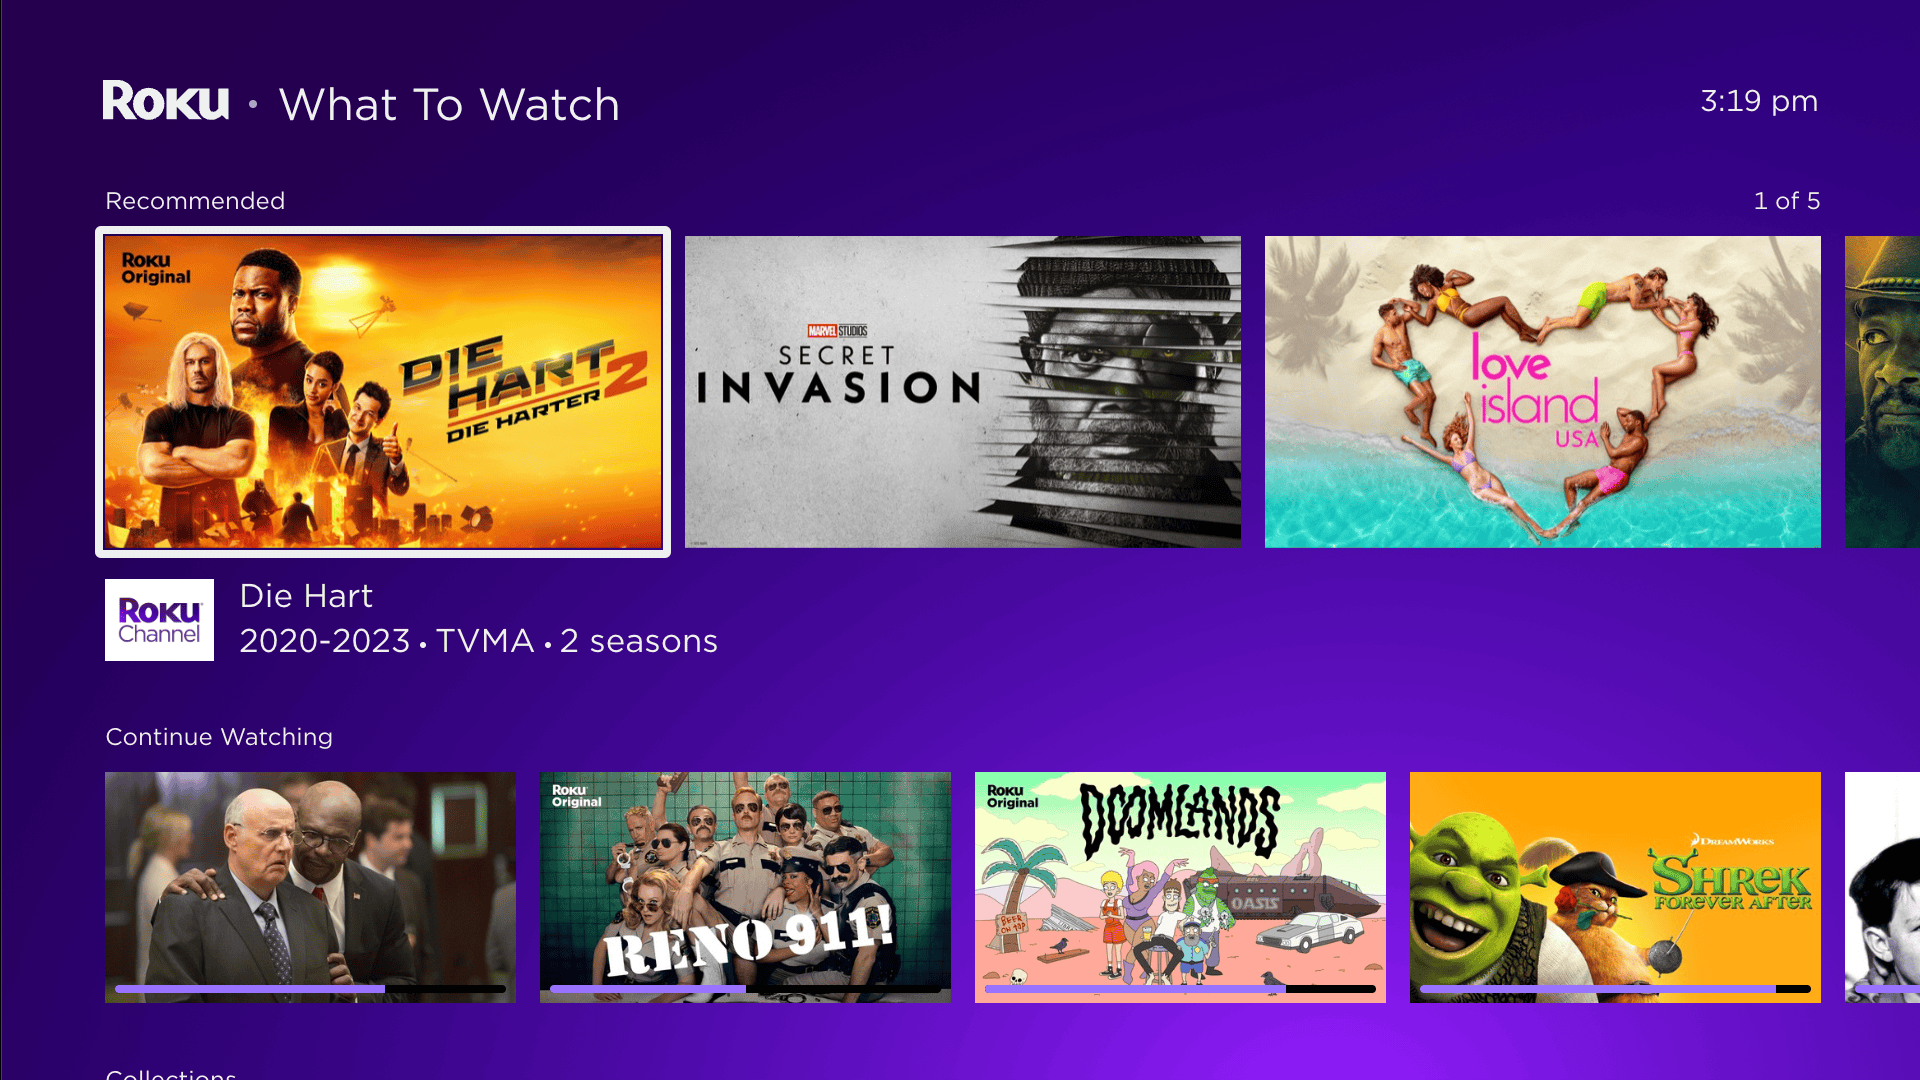 Roku • What To Watch
3:19 pm
Recommended
1 of 5
Roku
Original
DIE
HART 2
DIE HARTER
MARVEL STUDIOS
SECRET
INVASION
love
island
USA
Roku
Channel
Die Hart
2020-2023 • TVMA • 2 seasons
Continue Watching
Roku
Original
RENO 911!
Roku
Original
DOOMLANDS
OASIS
BEER
ON TAP
DREAMWORKS
SHREK
FOREVER AFTER
Collections